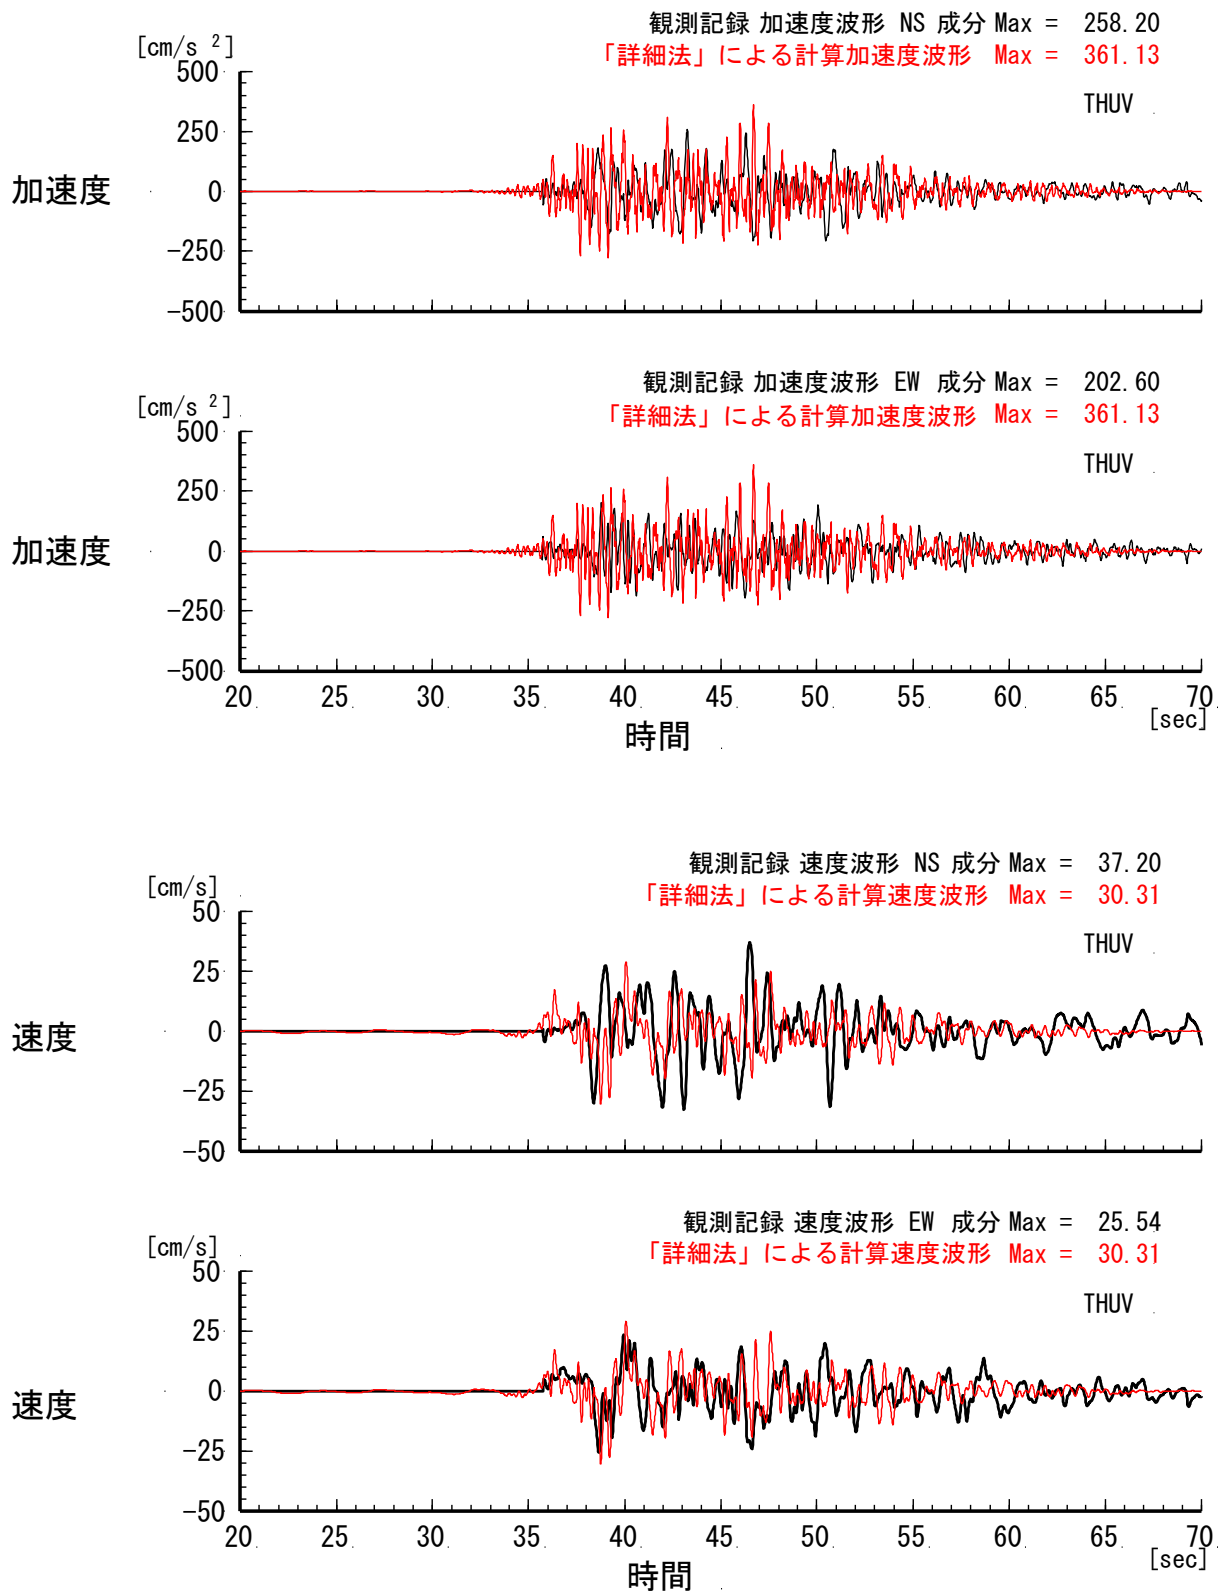 観測記録 加速度波形 NS 成分 Max = 258.20
[cm/s 2]
「詳細法」による計算加速度波形 Max = 361.13
500
THUV
250
加速度
0
-250
-500
観測記録 加速度波形 EW 成分 Max = 202.60
[cm/s 2]
「詳細法」による計算加速度波形 Max = 361.13
500
THUV
250
加速度
0
-250
-500
20. 25. 30. 35. 40. 45. 50. 55. 60. 65. 70.
[sec]
時間
観測記録 速度波形 NS 成分 Max = 37.20
[cm/s]
「詳細法」による計算速度波形 Max = 30.31
50
THUV
25
速度
0
-25
-50
観測記録 速度波形 EW 成分 Max = 25.54
[cm/s]
「詳細法」による計算速度波形 Max = 30.31
50
THUV
25
速度
0
-25
-50
20. 25. 30. 35. 40. 45. 50. 55. 60. 65. 70.
[sec]
時間